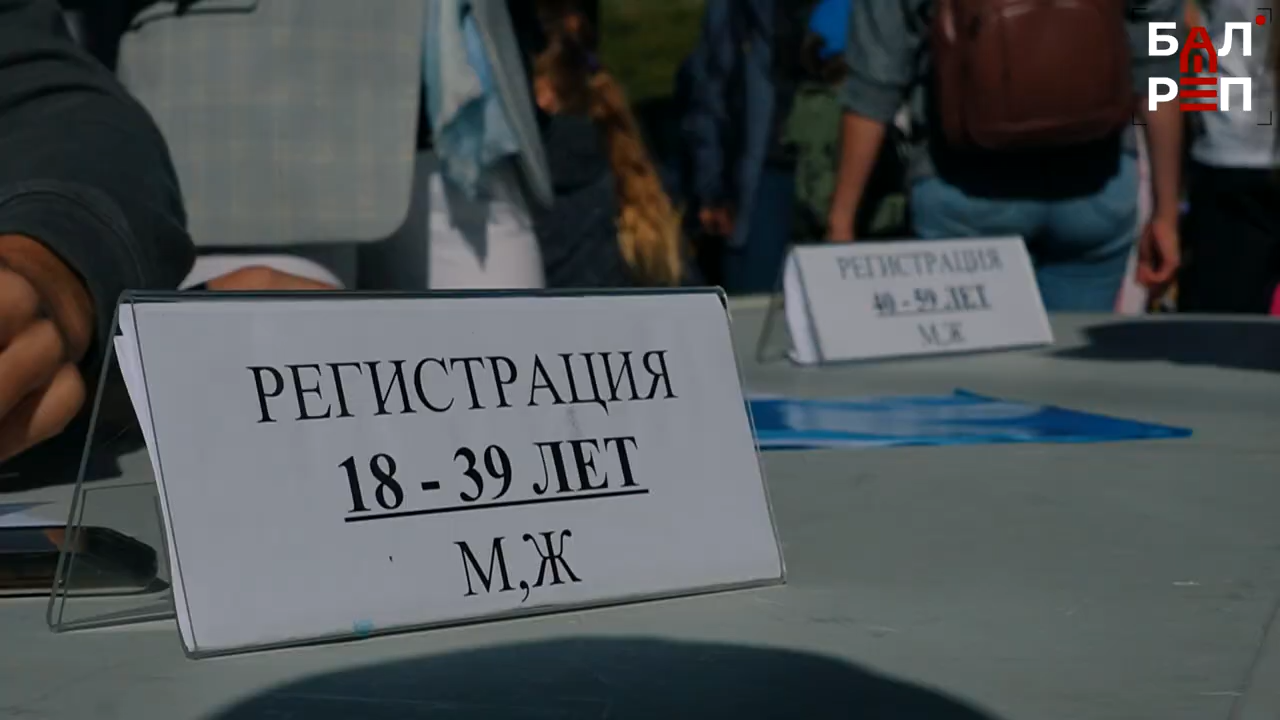 БАЛ
РЕП
РЕГИСТРАЦИЯ
40 - 59 ЛЕТ
М,Ж
РЕГИСТРАЦИЯ
18 - 39 ЛЕТ
М,Ж